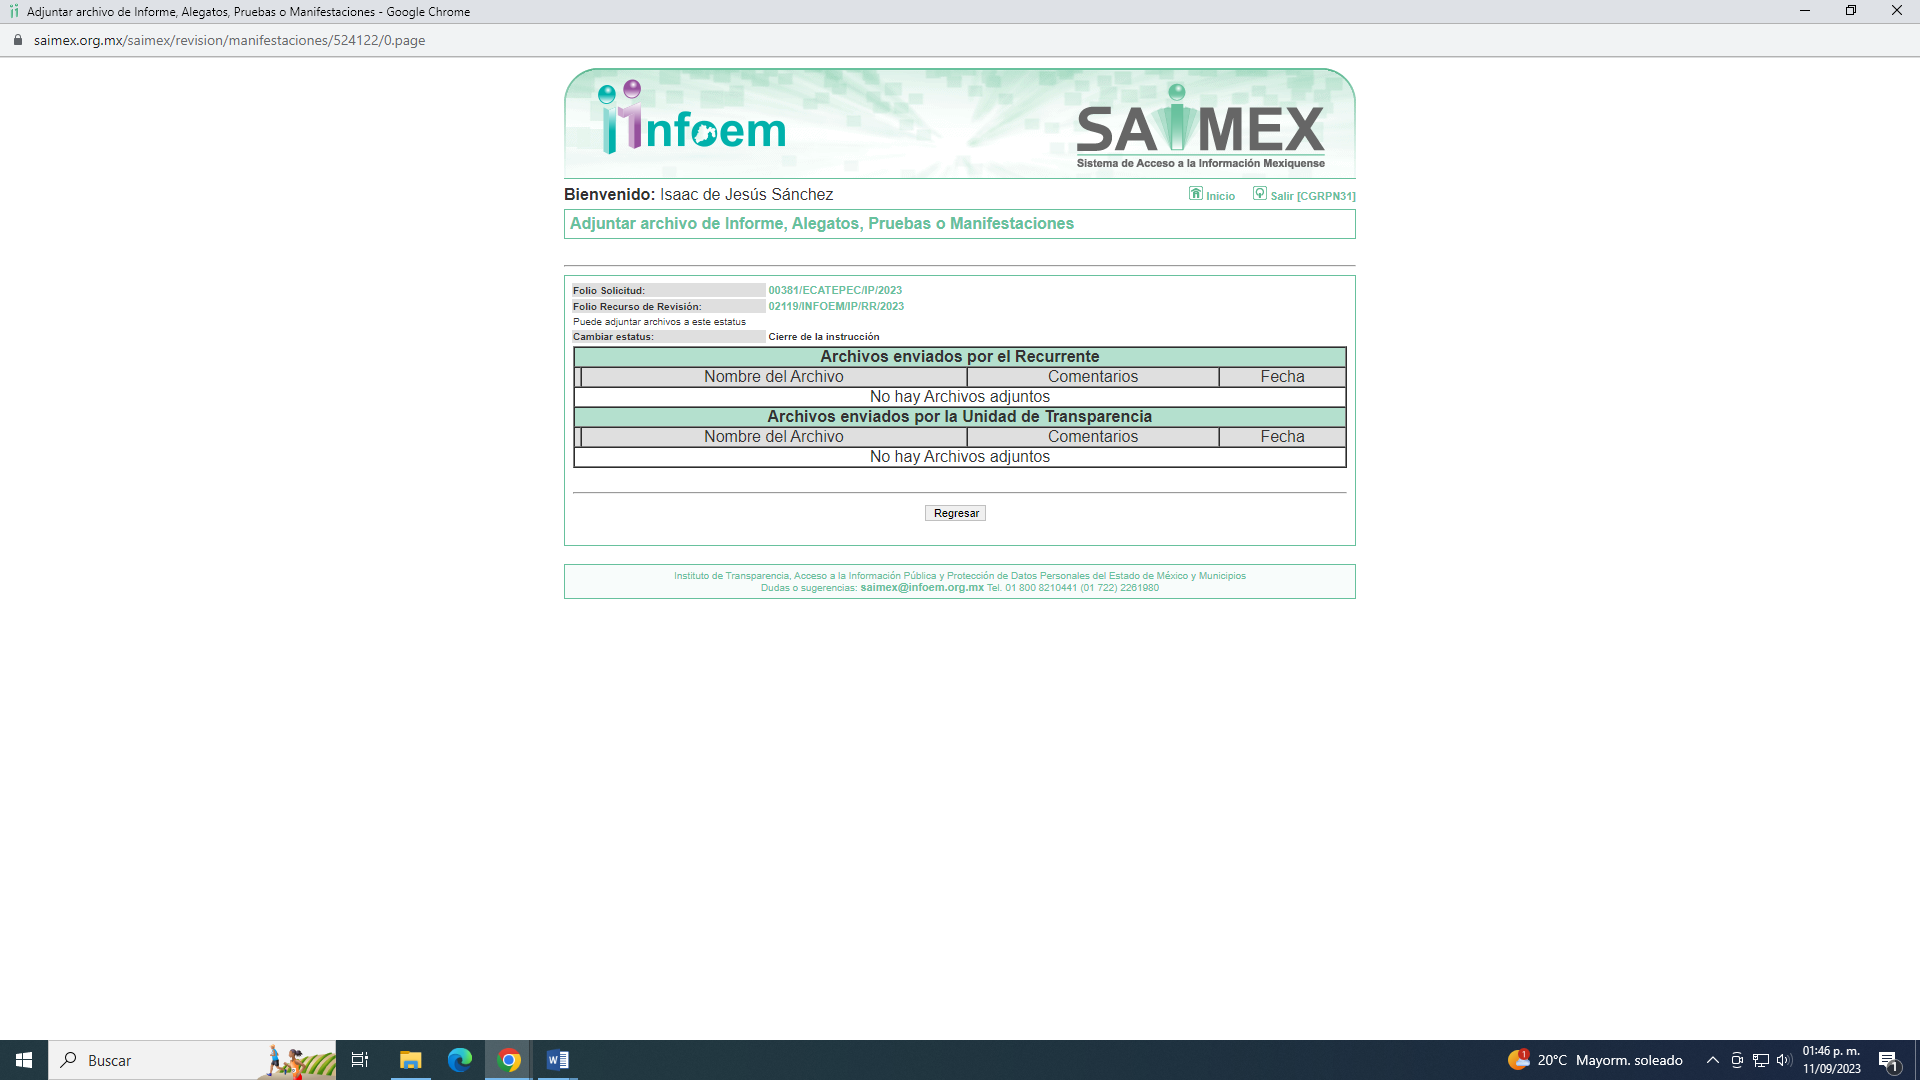 Adjuntar archivo de Informe, Alegatos, Pruebas o Manifestaciones - Google Chrome
saimex.org.mx/saimex/revision/manifestaciones/524122/0.page
infoem
SAIMEX
Sistema de Acceso a la Información Mexiquense
Bienvenido: Isaac de Jesús Sánchez
Inicio Salir [CGRPN31]
Adjuntar archivo de Informe, Alegatos, Pruebas o Manifestaciones
Folio Solicitud: 00381/ECATEPEC/IP/2023
Folio Recurso de Revisión: 02119/INFOEM/IP/RR/2023
Puede adjuntar archivos a este estatus
Cambiar estatus: Cierre de la instrucción
Archivos enviados por el Recurrente
Nombre del Archivo Comentarios Fecha
No hay Archivos adjuntos
Archivos enviados por la Unidad de Transparencia
Nombre del Archivo Comentarios Fecha
No hay Archivos adjuntos
Regresar
Instituto de Transparencia, Acceso a la Información Pública y Protección de Datos Personales del Estado de México y Municipios
Dudas o sugerencias: saimex@infoem.org.mx Tel. 01 800 8210441 (01 722) 2261980
Buscar
1
20°C Mayorm. soleado
01:46 p. m.
11/09/2023
1